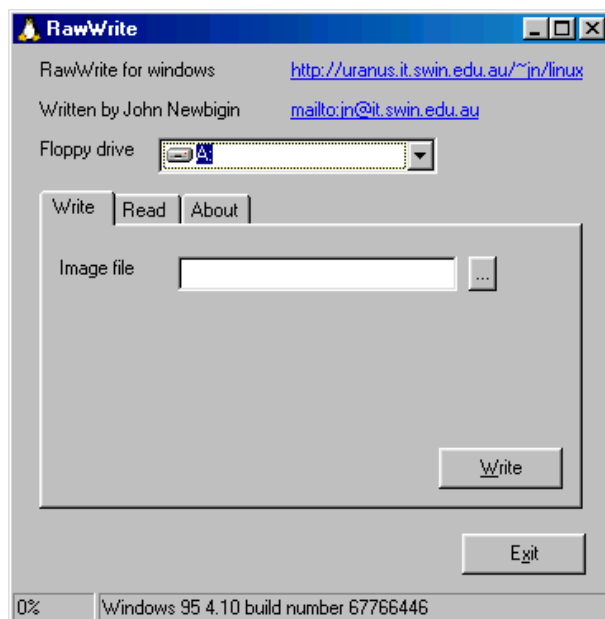 RawWrite
RawWrite for windows http://uranus.it.swin.edu.au/~jn/linux
Written by John Newbigin mailto:jn@it.swin.edu.au
Floppy drive A:
Write Read About
Image file ...
Write
Exit
0% Windows 95 4.10 build number 67766446